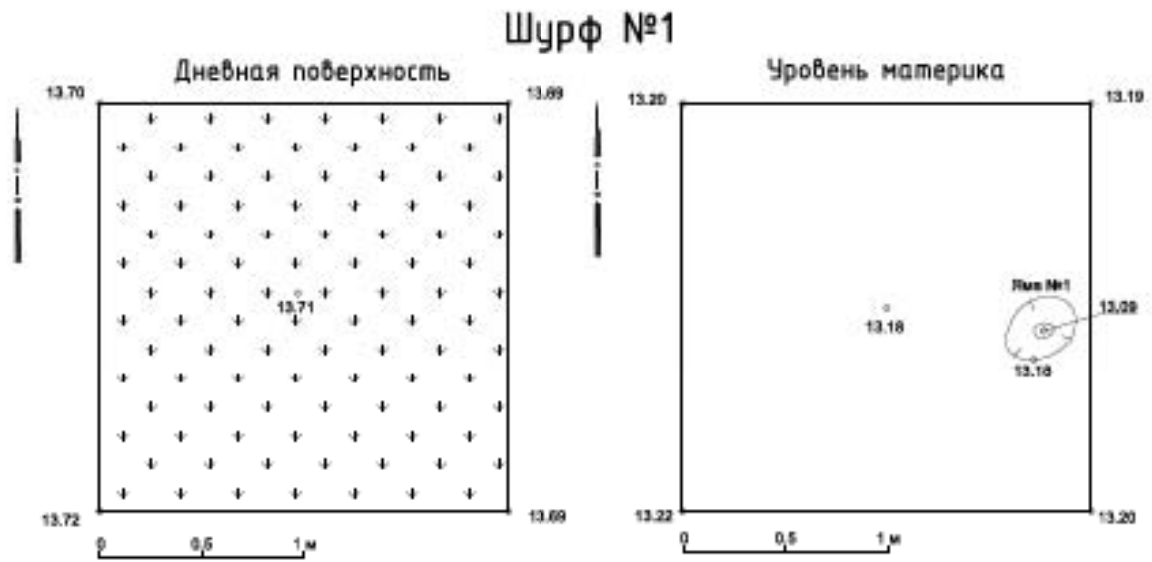 Шурф №1
Дневная поверхность
Уровень материка
13.70
13.69
13.20
13.19
13.71
Яма №1
13.09
13.18
13.18
13.72
13.69
13.22
13.20
0 0,5 1 м
0 0,5 1 м